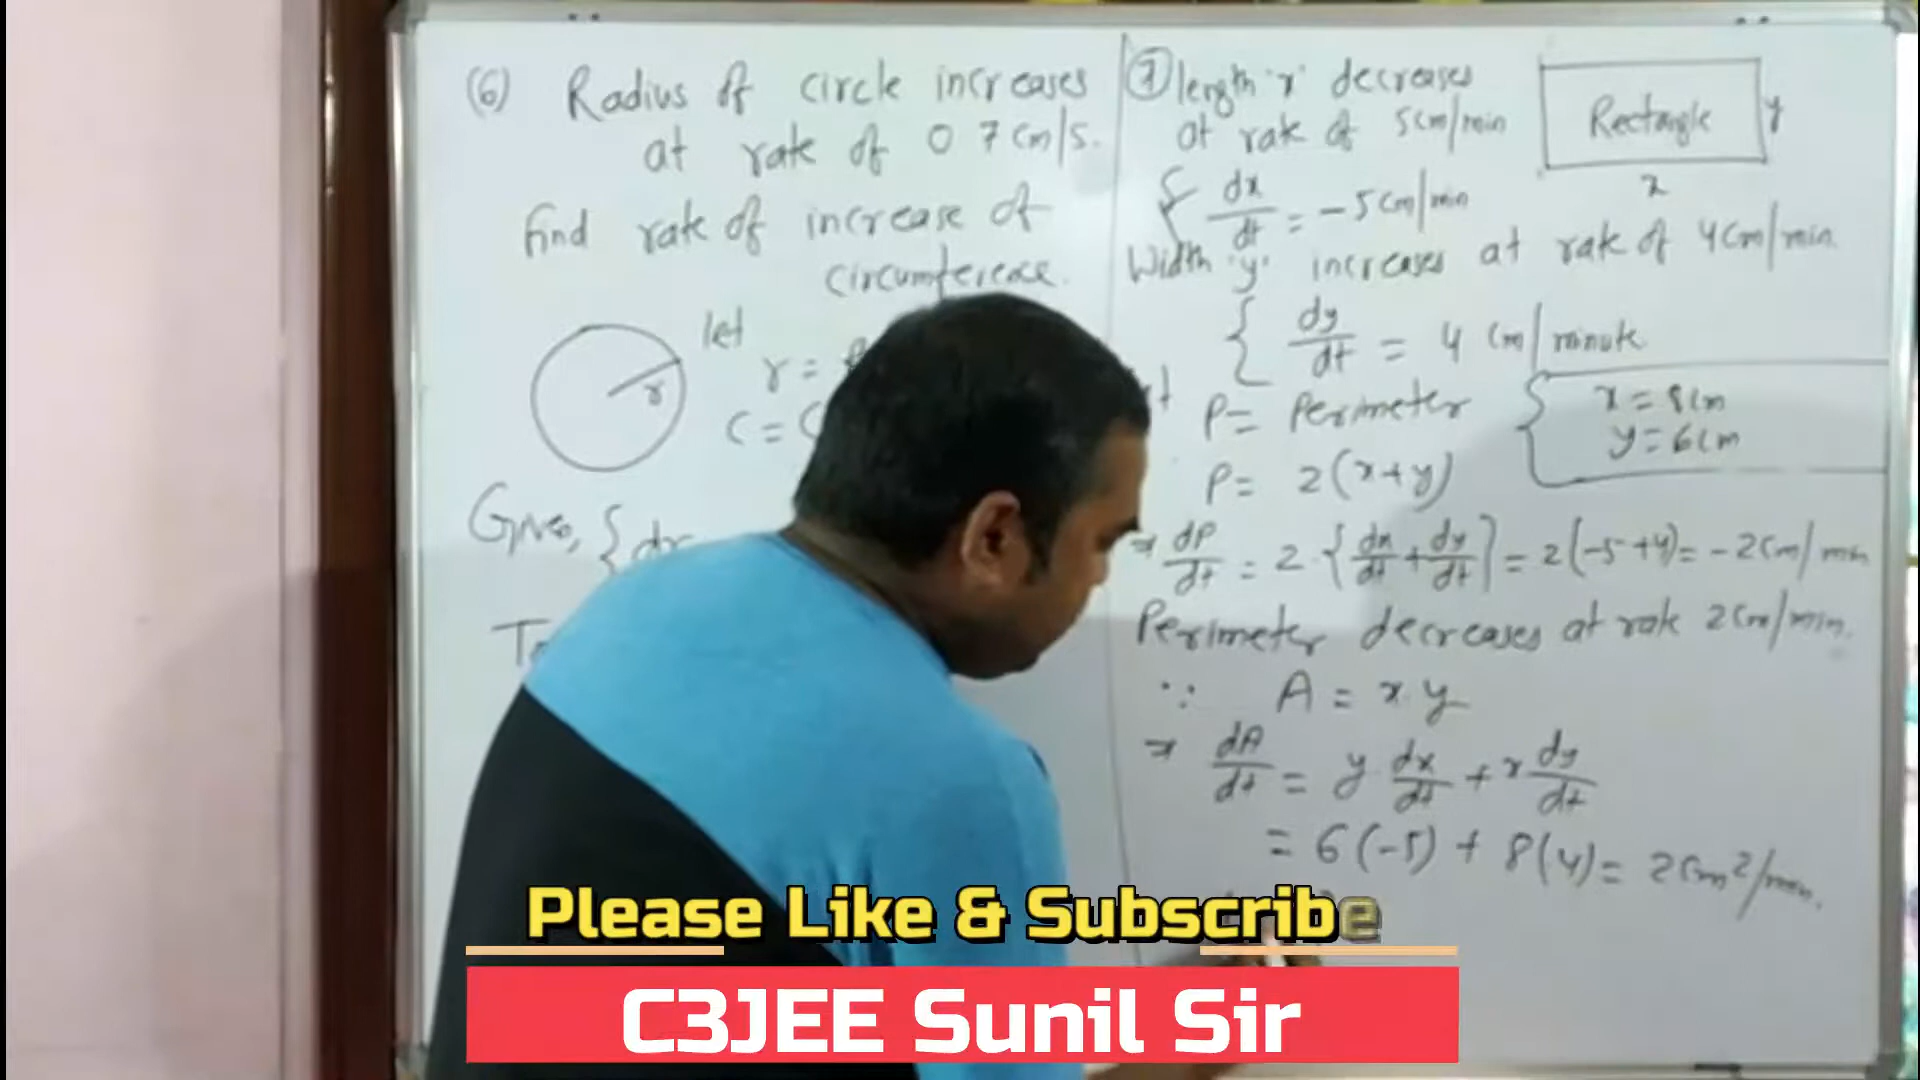 (6) Radius of circle increases
at rate of 0 7 cm/s.
find rate of increase of
circumference.
let
r =
r
C = C
Given, {
To
(7) length 'x' decreases
at rate of 5cm/min
Rectangle
y
x
{ dx/dt = -5cm/min
Width 'y' increases at rate of 4cm/min.
{ dy/dt = 4 cm/minute
P = Perimeter
x = 8cm
y = 6cm
P = 2(x+y)
⇒ dP/dt = 2·{dx/dt + dy/dt} = 2(-5+4) = -2cm/min
Perimeter decreases at rate 2cm/min.
∵ A = x·y
⇒ dA/dt = y·dx/dt + x dy/dt
= 6(-5) + 8(4) = 2cm²/min.
Please Like & Subscribe
C3JEE Sunil Sir